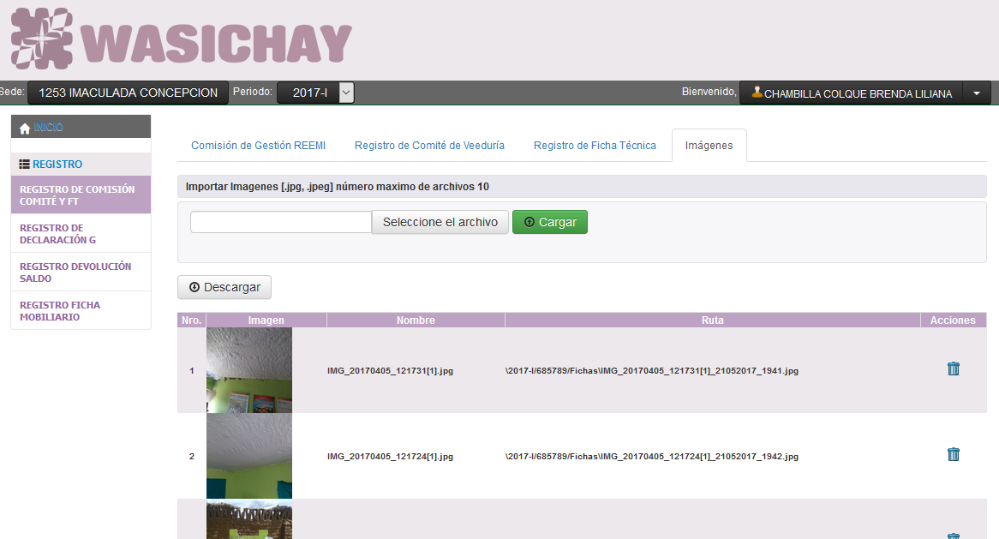 WASICHAY
Sede: 1253 IMACULADA CONCEPCION Periodo: 2017-I Bienvenido, CHAMBILLA COLQUE BRENDA LILIANA
INICIO
REGISTRO
REGISTRO DE COMISIÓN
COMITÉ Y FT
REGISTRO DE
DECLARACIÓN G
REGISTRO DEVOLUCIÓN
SALDO
REGISTRO FICHA
MOBILIARIO
Comisión de Gestión REEMI Registro de Comité de Veeduría Registro de Ficha Técnica Imágenes
Importar Imagenes [.jpg, .jpeg] número maximo de archivos 10
Seleccione el archivo Cargar
Descargar
Nro. Imagen Nombre Ruta Acciones
1 IMG_20170405_121731[1].jpg \2017-I/685789/Fichas\IMG_20170405_121731[1]_21052017_1941.jpg
2 IMG_20170405_121724[1].jpg \2017-I/685789/Fichas\IMG_20170405_121724[1]_21052017_1942.jpg